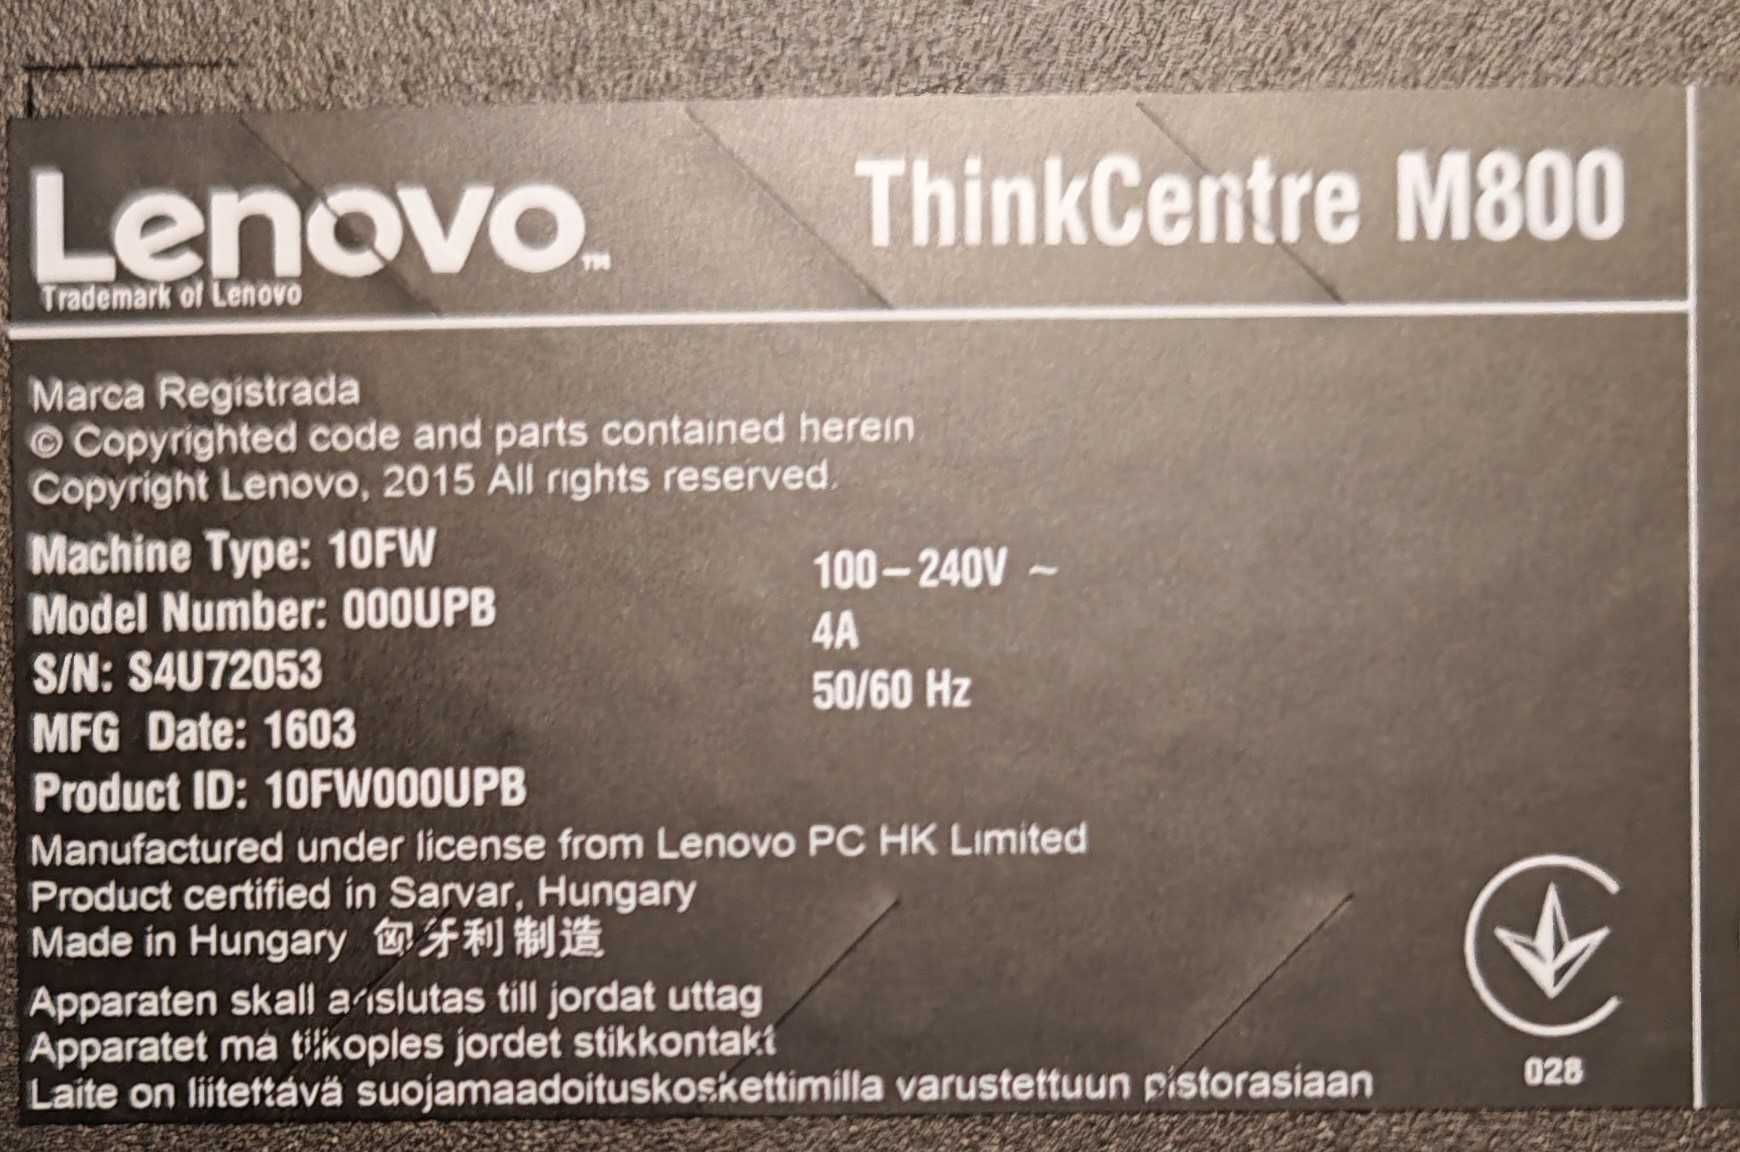 Lenovo™
ThinkCentre M800
Trademark of Lenovo
Marca Registrada
© Copyrighted code and parts contained herein
Copyright Lenovo, 2015 All rights reserved.
Machine Type: 10FW
Model Number: 000UPB
S/N: S4U72053
MFG Date: 1603
Product ID: 10FW000UPB
100–240V ~
4A
50/60 Hz
Manufactured under license from Lenovo PC HK Limited
Product certified in Sarvar, Hungary
Made in Hungary 匈牙利制造
Apparaten skall anslutas till jordat uttag
Apparatet må tilkoples jordet stikkontakt
Laite on liitettävä suojamaadoituskoskettimilla varustettuun pistorasiaan
028